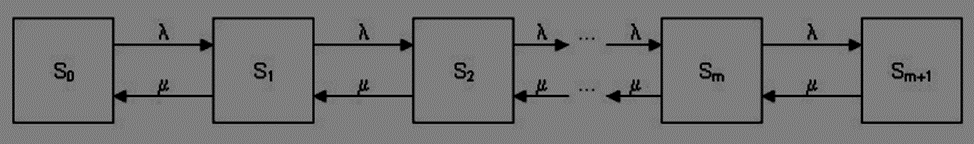 λ λ λ ... λ λ
S₀ S₁ S₂ Sₘ Sₘ₊₁
μ μ μ ... μ μ